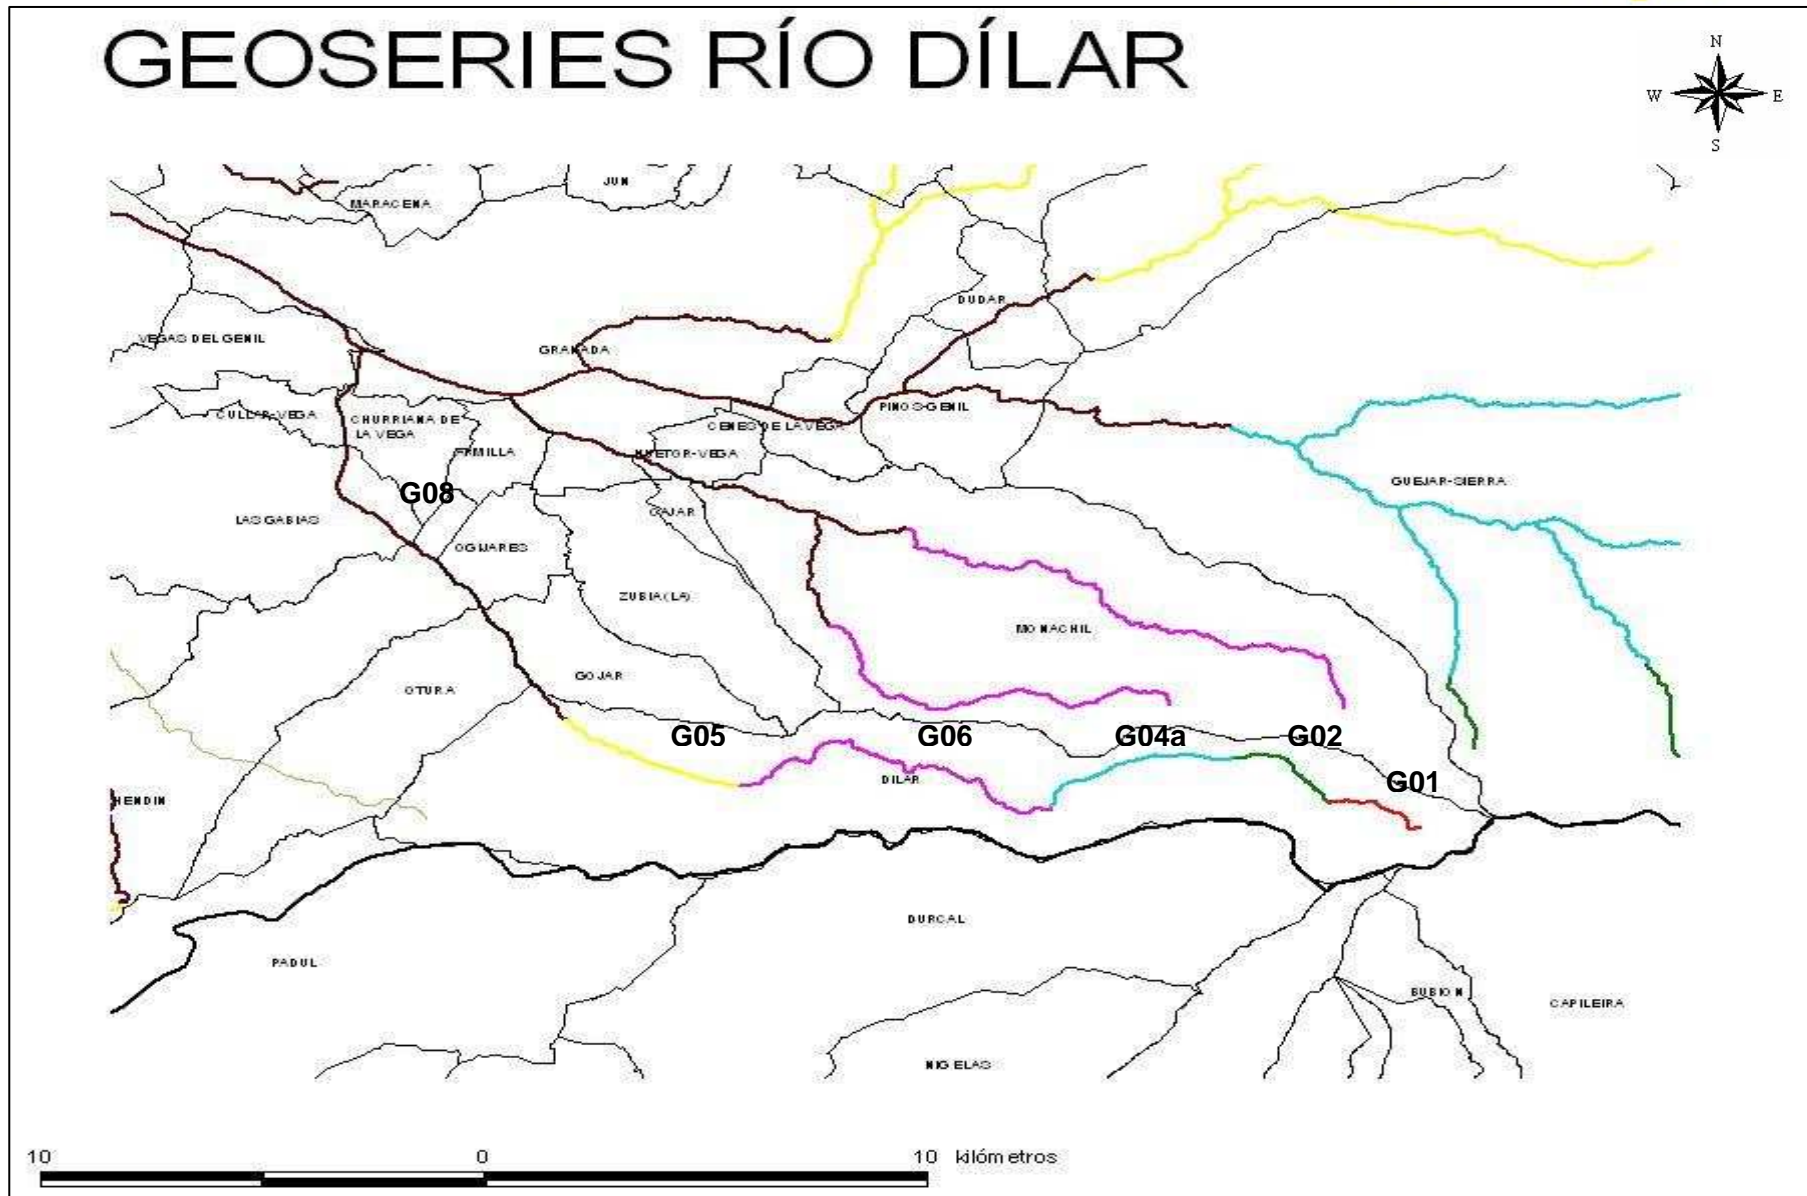 GEOSERIES RÍO DÍLAR
N
W E
S
JUN
MARACENA
DUDAR
VEGAS DEL GENIL
GRANADA
CULLAR-VEGA
CHURRIANA DE
LA VEGA
PINOS-GENIL
CENES DE LA VEGA
ARMILLA
HUETOR-VEGA
GUEJAR-SIERRA
G08
LAS GABIAS
CAJAR
OGIJARES
ZUBIA (LA)
MONACHIL
GOJAR
OTURA
G05
G06
G04a
G02
DILAR
G01
HENDIN
DURCAL
PADUL
BUBION
CAPILEIRA
NIGELAS
10 0 10 kilómetros